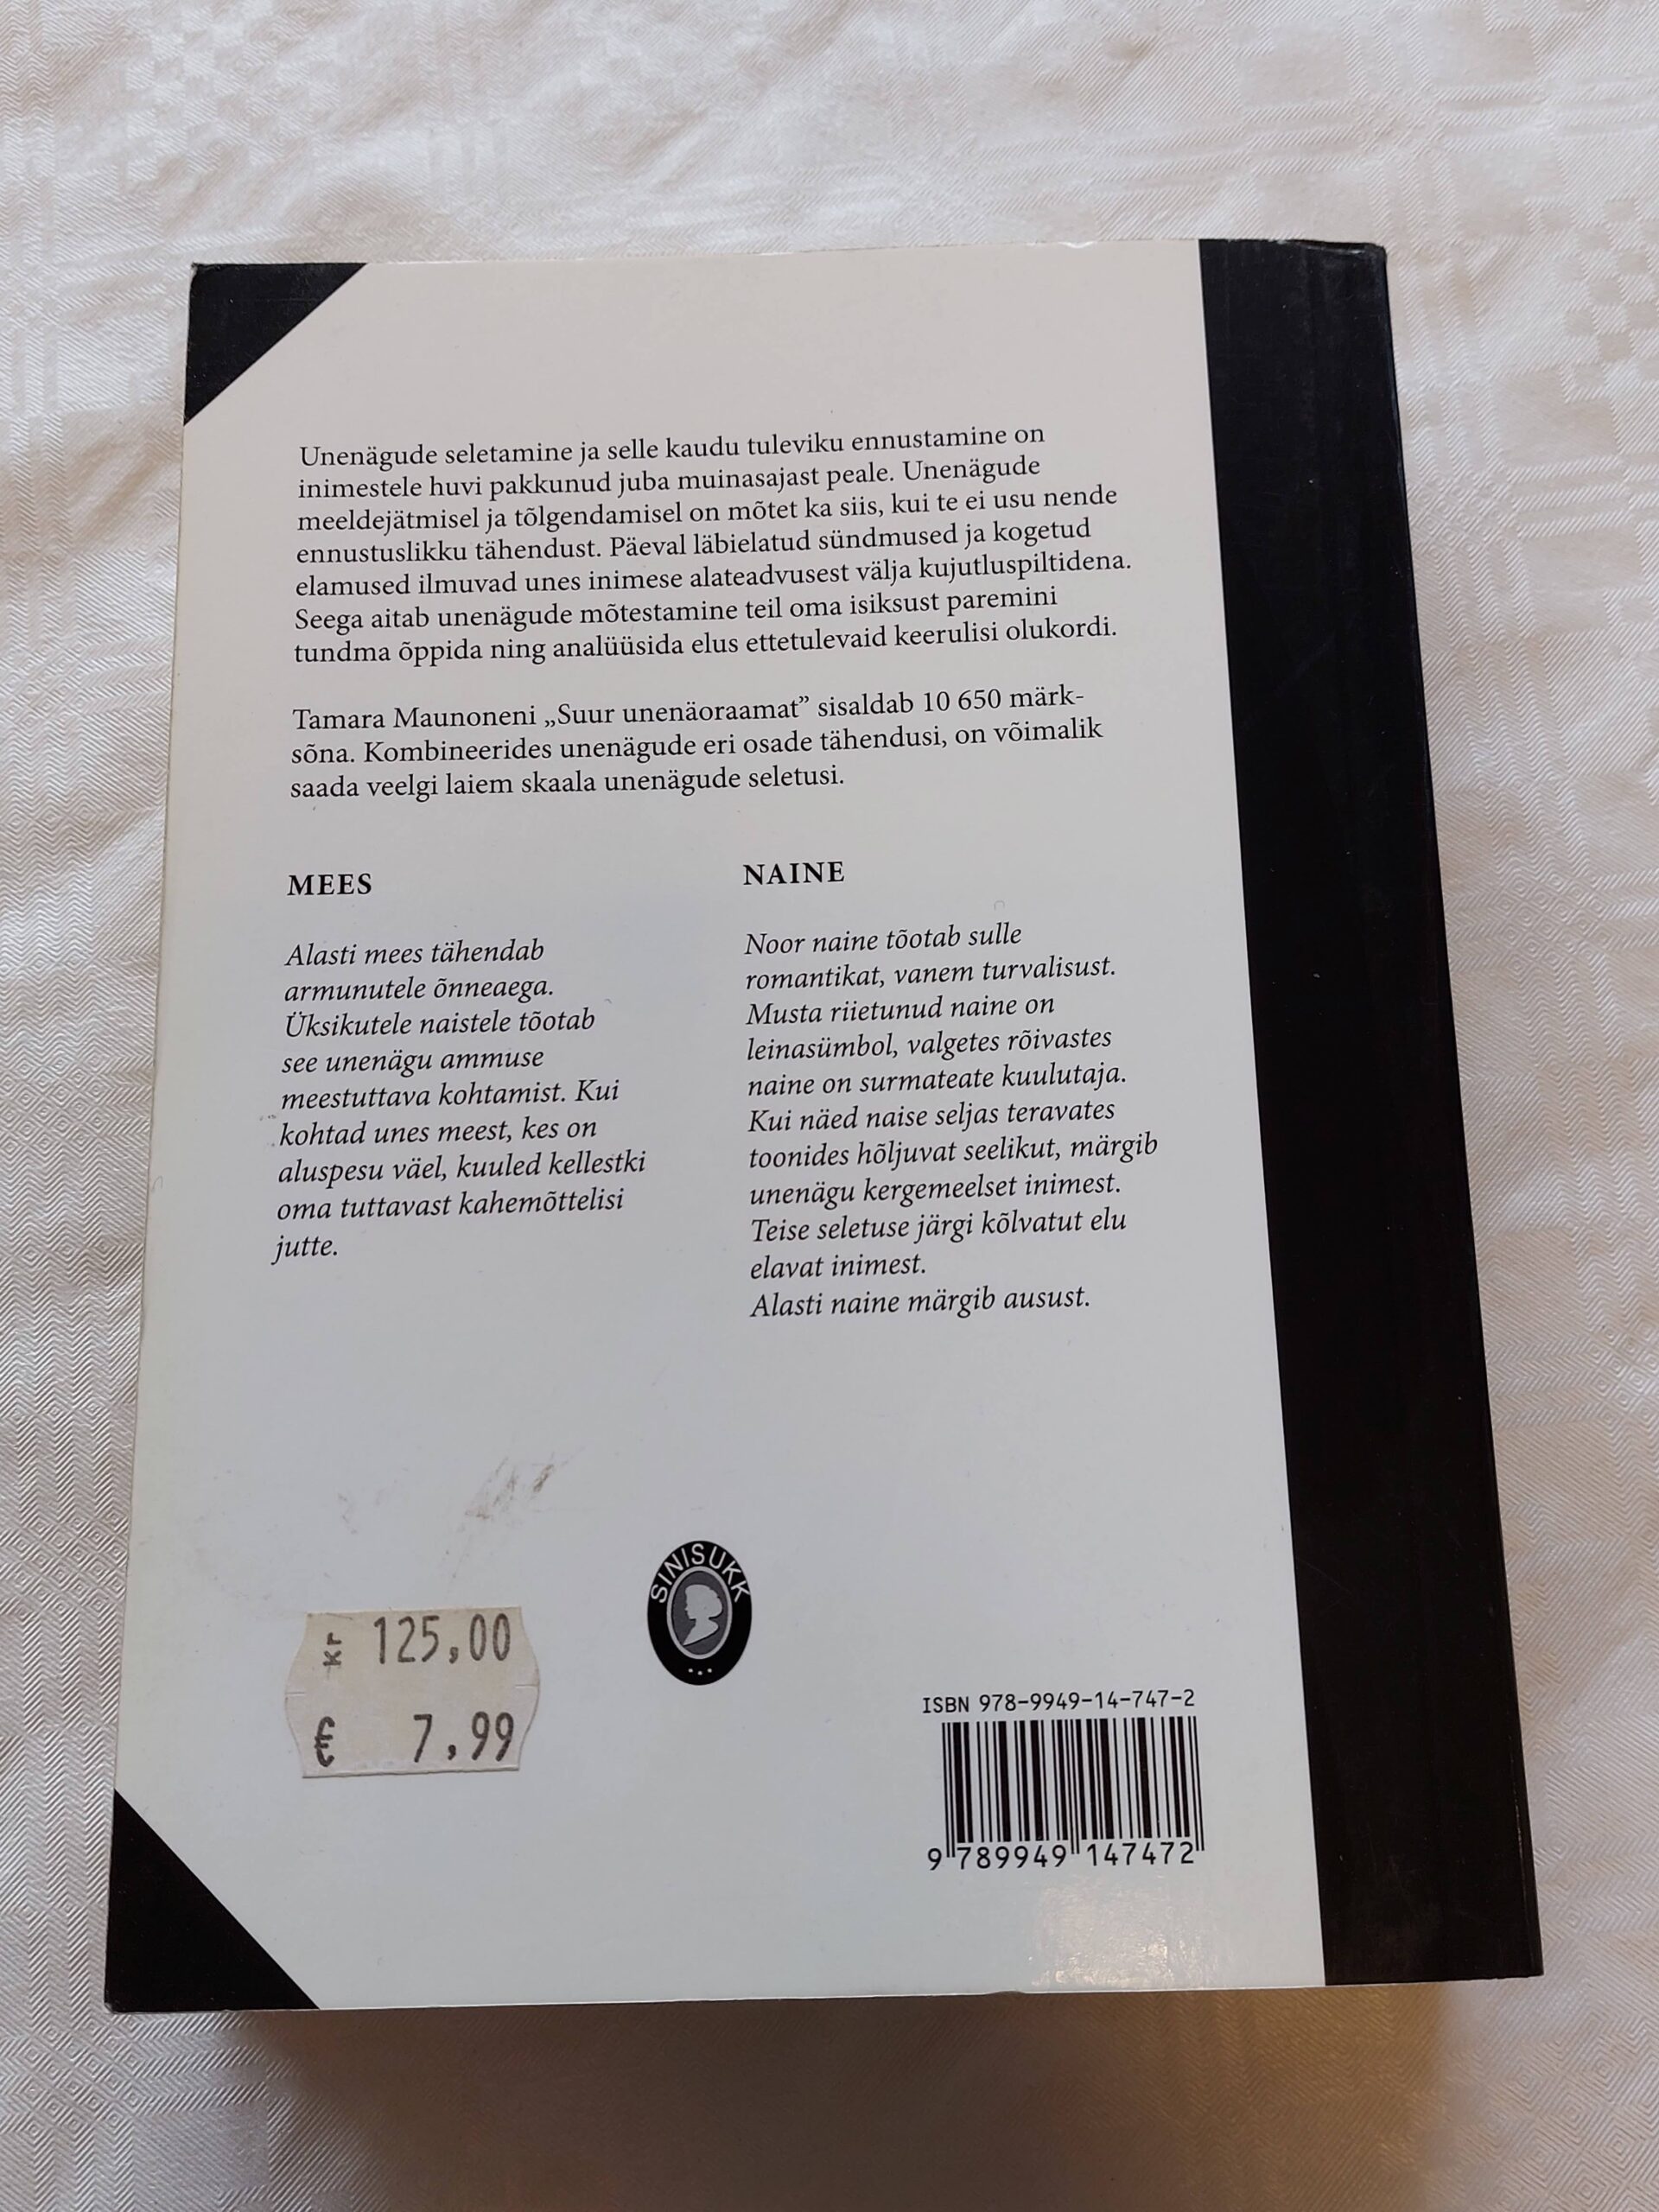 Unenägude seletamine ja selle kaudu tuleviku ennustamine on
inimestele huvi pakkunud juba muinasajast peale. Unenägude
meeldejätmisel ja tõlgendamisel on mõtet ka siis, kui te ei usu nende
ennustuslikku tähendust. Päeval läbielatud sündmused ja kogetud
elamused ilmuvad unes inimese alateadvusest välja kujutluspiltidena.
Seega aitab unenägude mõtestamine teil oma isiksust paremini
tundma õppida ning analüüsida elus ettetulevaid keerulisi olukordi.
Tamara Maunoneni „Suur unenäoraamat” sisaldab 10 650 märk-
sõna. Kombineerides unenägude eri osade tähendusi, on võimalik
saada veelgi laiem skaala unenägude seletusi.
MEES
Alasti mees tähendab
armunutele õnneaega.
Üksikutele naistele tõotab
see unenägu ammuse
meestuttava kohtamist. Kui
kohtad unes meest, kes on
aluspesu väel, kuuled kellestki
oma tuttavast kahemõttelisi
jutte.
NAINE
Noor naine tõotab sulle
romantikat, vanem turvalisust.
Musta riietunud naine on
leinasümbol, valgetes rõivastes
naine on surmateate kuulutaja.
Kui näed naise seljas teravates
toonides hõljuvat seelikut, märgib
unenägu kergemeelset inimest.
Teise seletuse järgi kõlvatut elu
elavat inimest.
Alasti naine märgib ausust.
SINISUKK
kr 125,00
€ 7,99
ISBN 978-9949-14-747-2
9 789949 147472